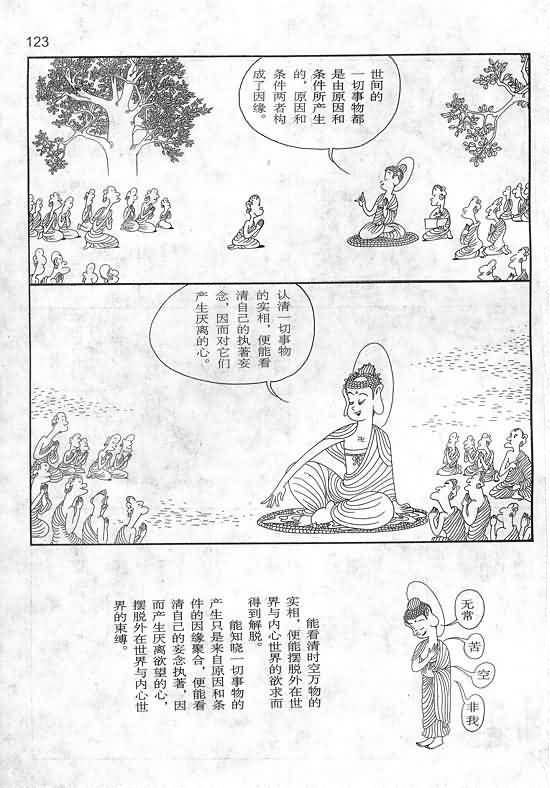 123
世间的
一切事物都
是由原因和
条件所产生
的，原因和
条件两者构
成了因缘。
认清一切事物
的实相，便能看
清自己的执著妄
念，因而对它们
产生厌离的心。
无常
苦
空
非我
能看清时空万物的
实相，便能摆脱外在世
界与内心世界的欲求而
得到解脱。
能知晓一切事物的
产生只是来自原因和条
件的因缘聚合，便能看
清自己的妄念执著，因
而产生厌离欲望的心，
摆脱外在世界与内心世
界的束缚。